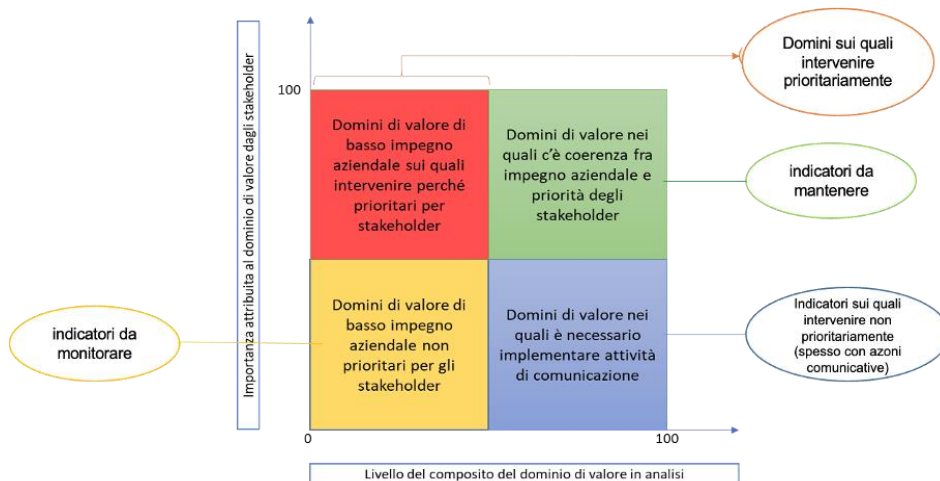 Domini sui quali
intervenire
prioritariamente
100
Domini di valore di
basso impegno
aziendale sui quali
intervenire perché
prioritari per
stakeholder
Domini di valore nei
quali c'è coerenza fra
impegno aziendale e
priorità degli
stakeholder
indicatori da
mantenere
Importanza attribuita al dominio di valore dagli stakeholder
indicatori da
monitorare
Domini di valore di
basso impegno
aziendale non
prioritari per gli
stakeholder
Domini di valore nei
quali è necessario
implementare attività
di comunicazione
Indicatori sui quali
intervenire non
prioritariamente
(spesso con azoni
comunicative)
0
100
Livello del composito del dominio di valore in analisi